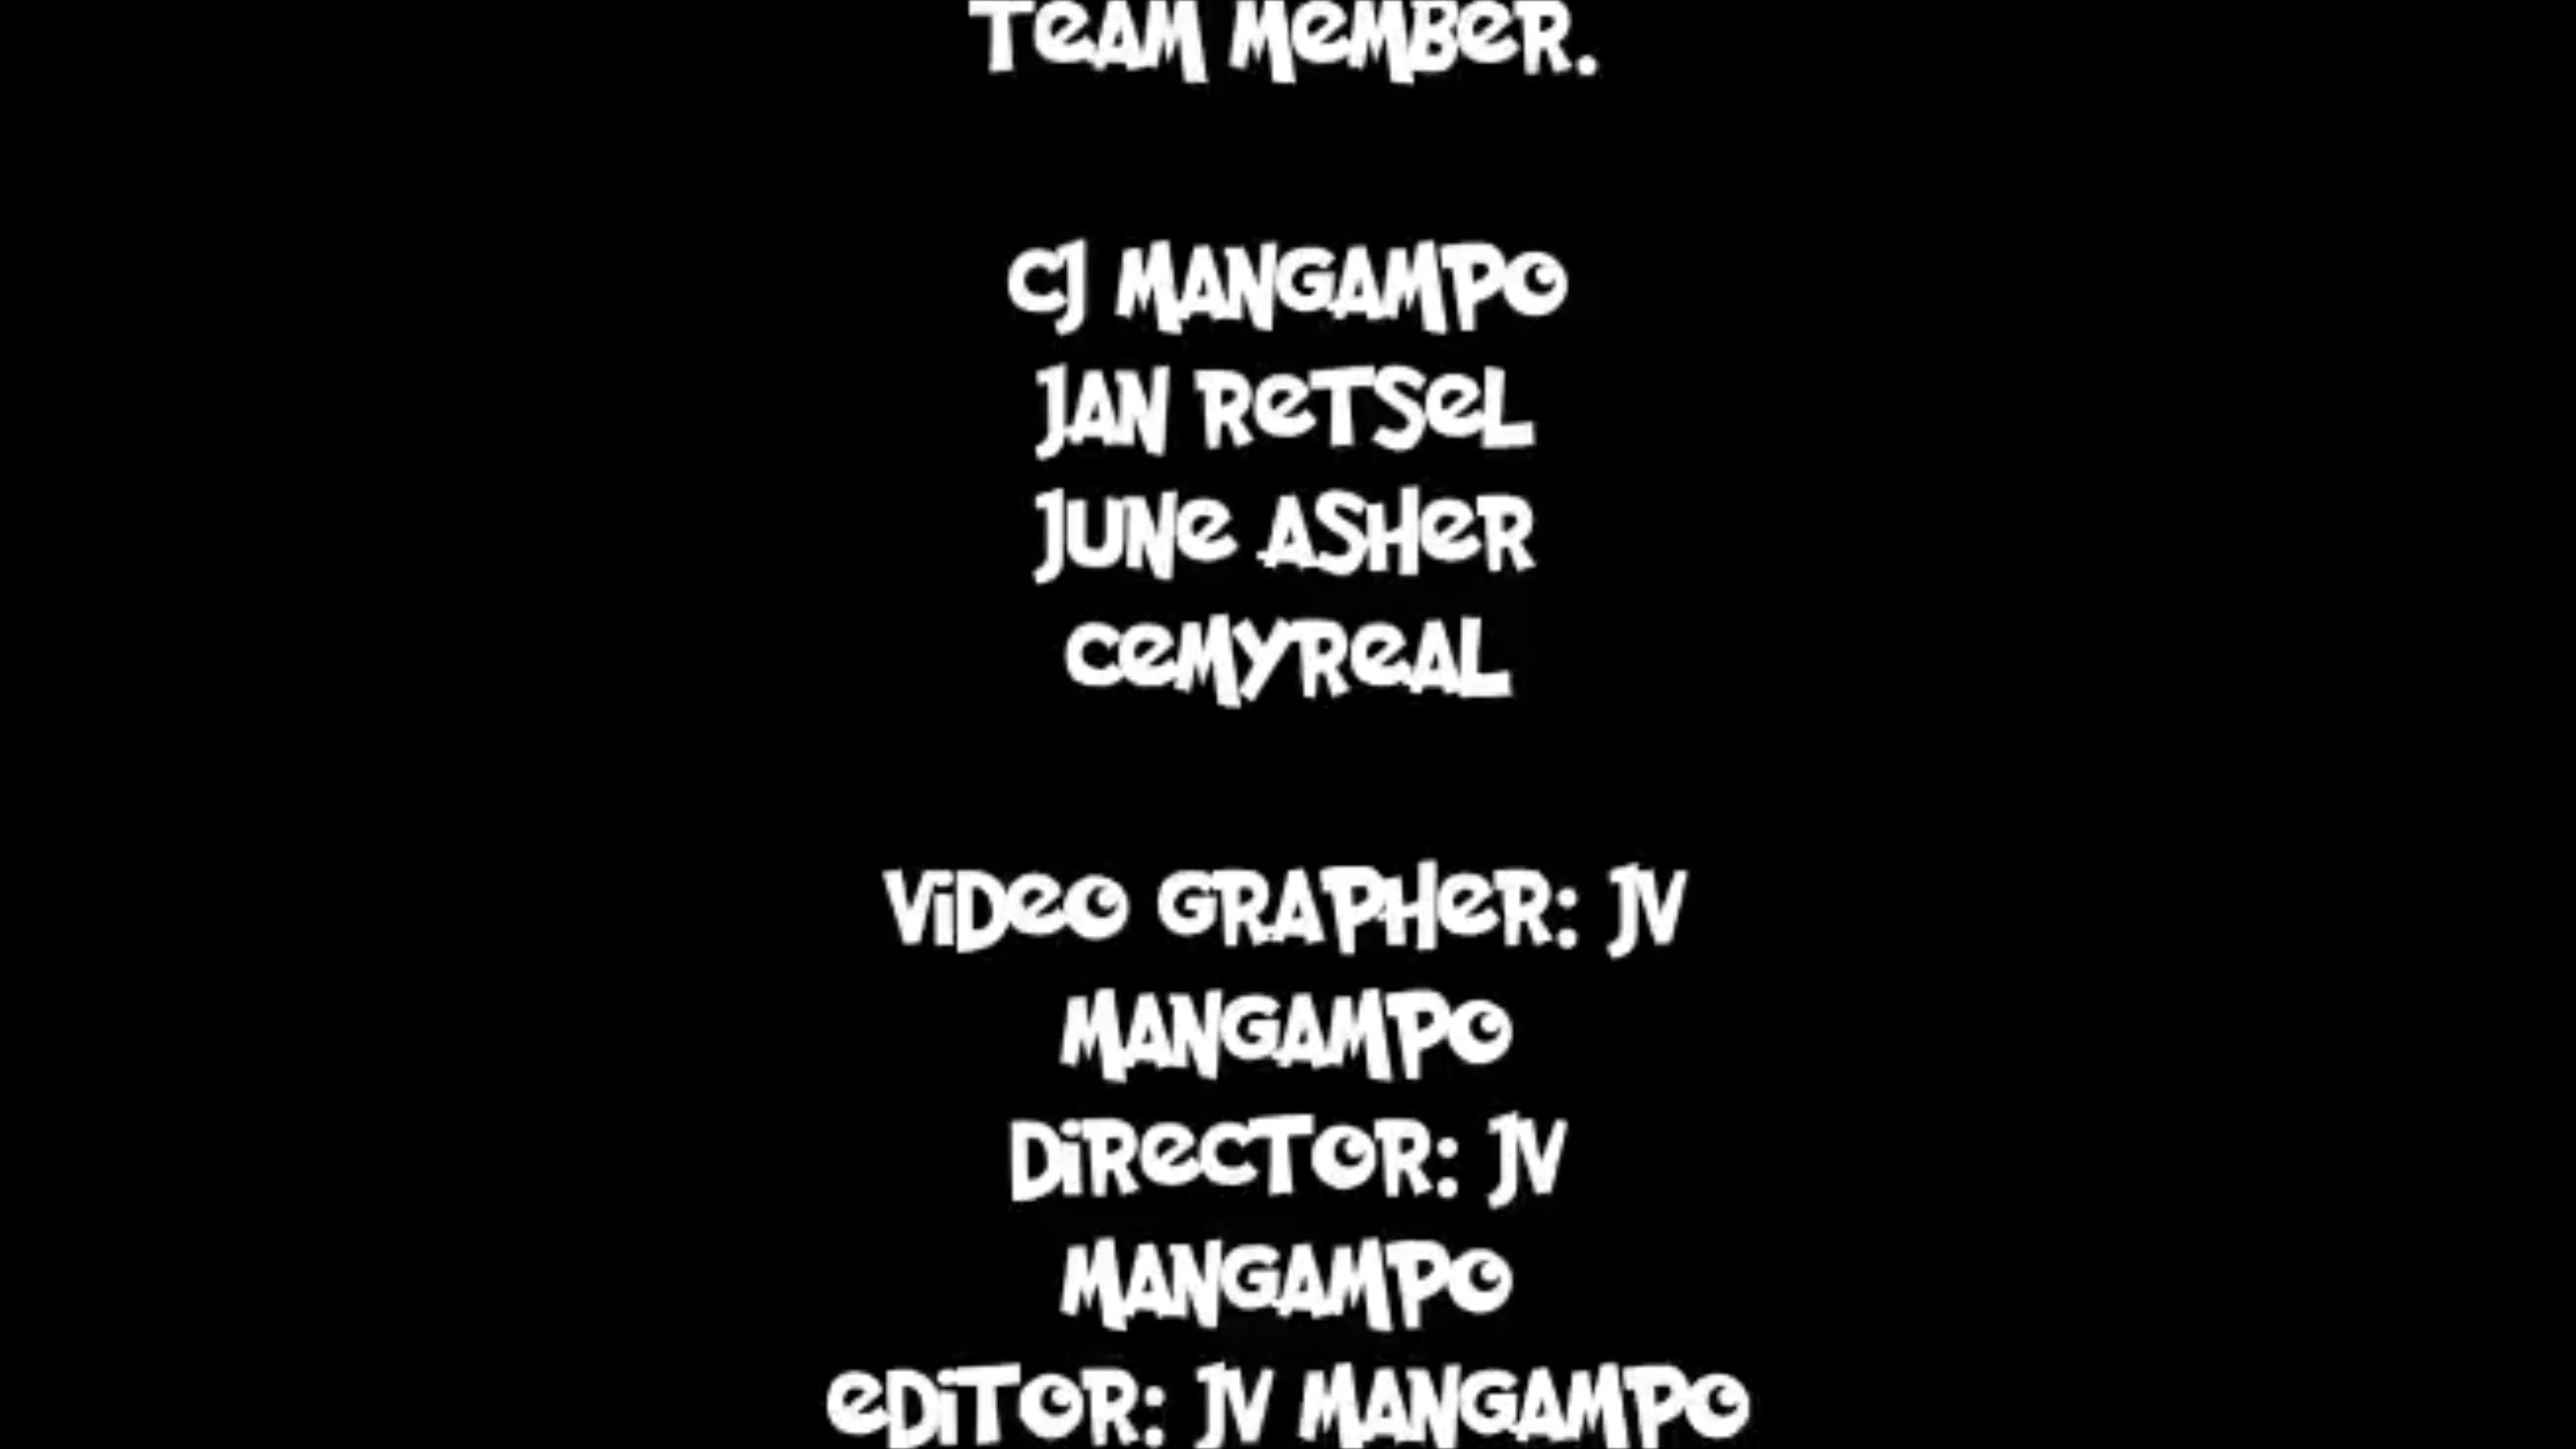 TEAM MEMBER.
CJ MANGAMPO
JAN RETSEL
JUNE ASHER
CEMYREAL
VIDEO GRAPHER: JV
MANGAMPO
DIRECTOR: JV
MANGAMPO
EDITOR: JV MANGAMPO